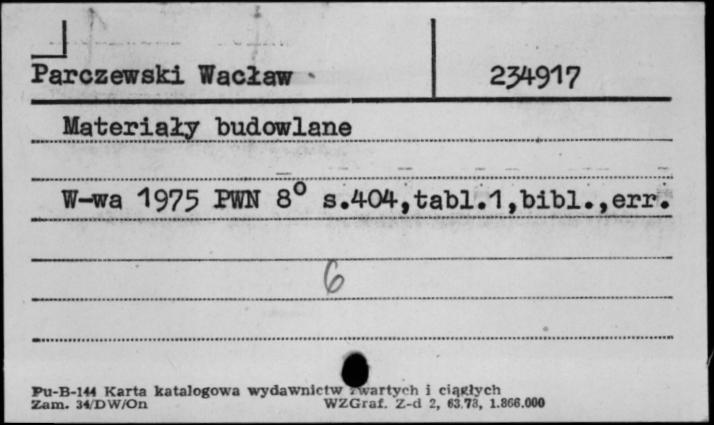 Parczewski Wacław 234917
Materiały budowlane
W-wa 1975 PWN 8° s.404,tabl.1,bibl.,err.
6
Pu-B-144 Karta katalogowa wydawnictw zwartych i ciągłych
Zam. 34/DW/On WZGraf. Z-d 2, 63.73, 1.866.000